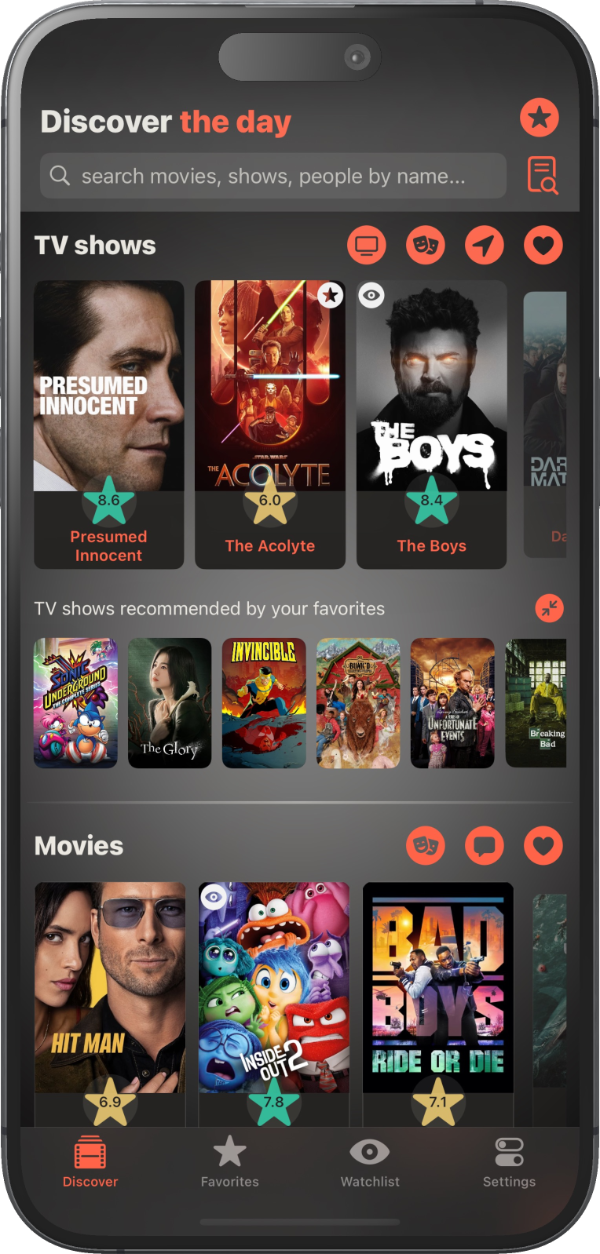 Discover the day
search movies, shows, people by name...
TV shows
PRESUMED
INNOCENT
STAR WARS
THE ACOLYTE
THE
BOYS
DAR
MAT
8.6
6.0
8.4
Presumed
Innocent
The Acolyte
The Boys
Da
TV shows recommended by your favorites
SONIC
UNDERGROUND
THE COMPLETE SERIES
The Glory
INVINCIBLE
UNFORTUNATE
EVENTS
Breaking
Bad
Movies
HIT MAN
INSIDE
OUT 2
BAD
BOYS
RIDE OR DIE
6.9
7.8
7.1
Discover
Favorites
Watchlist
Settings